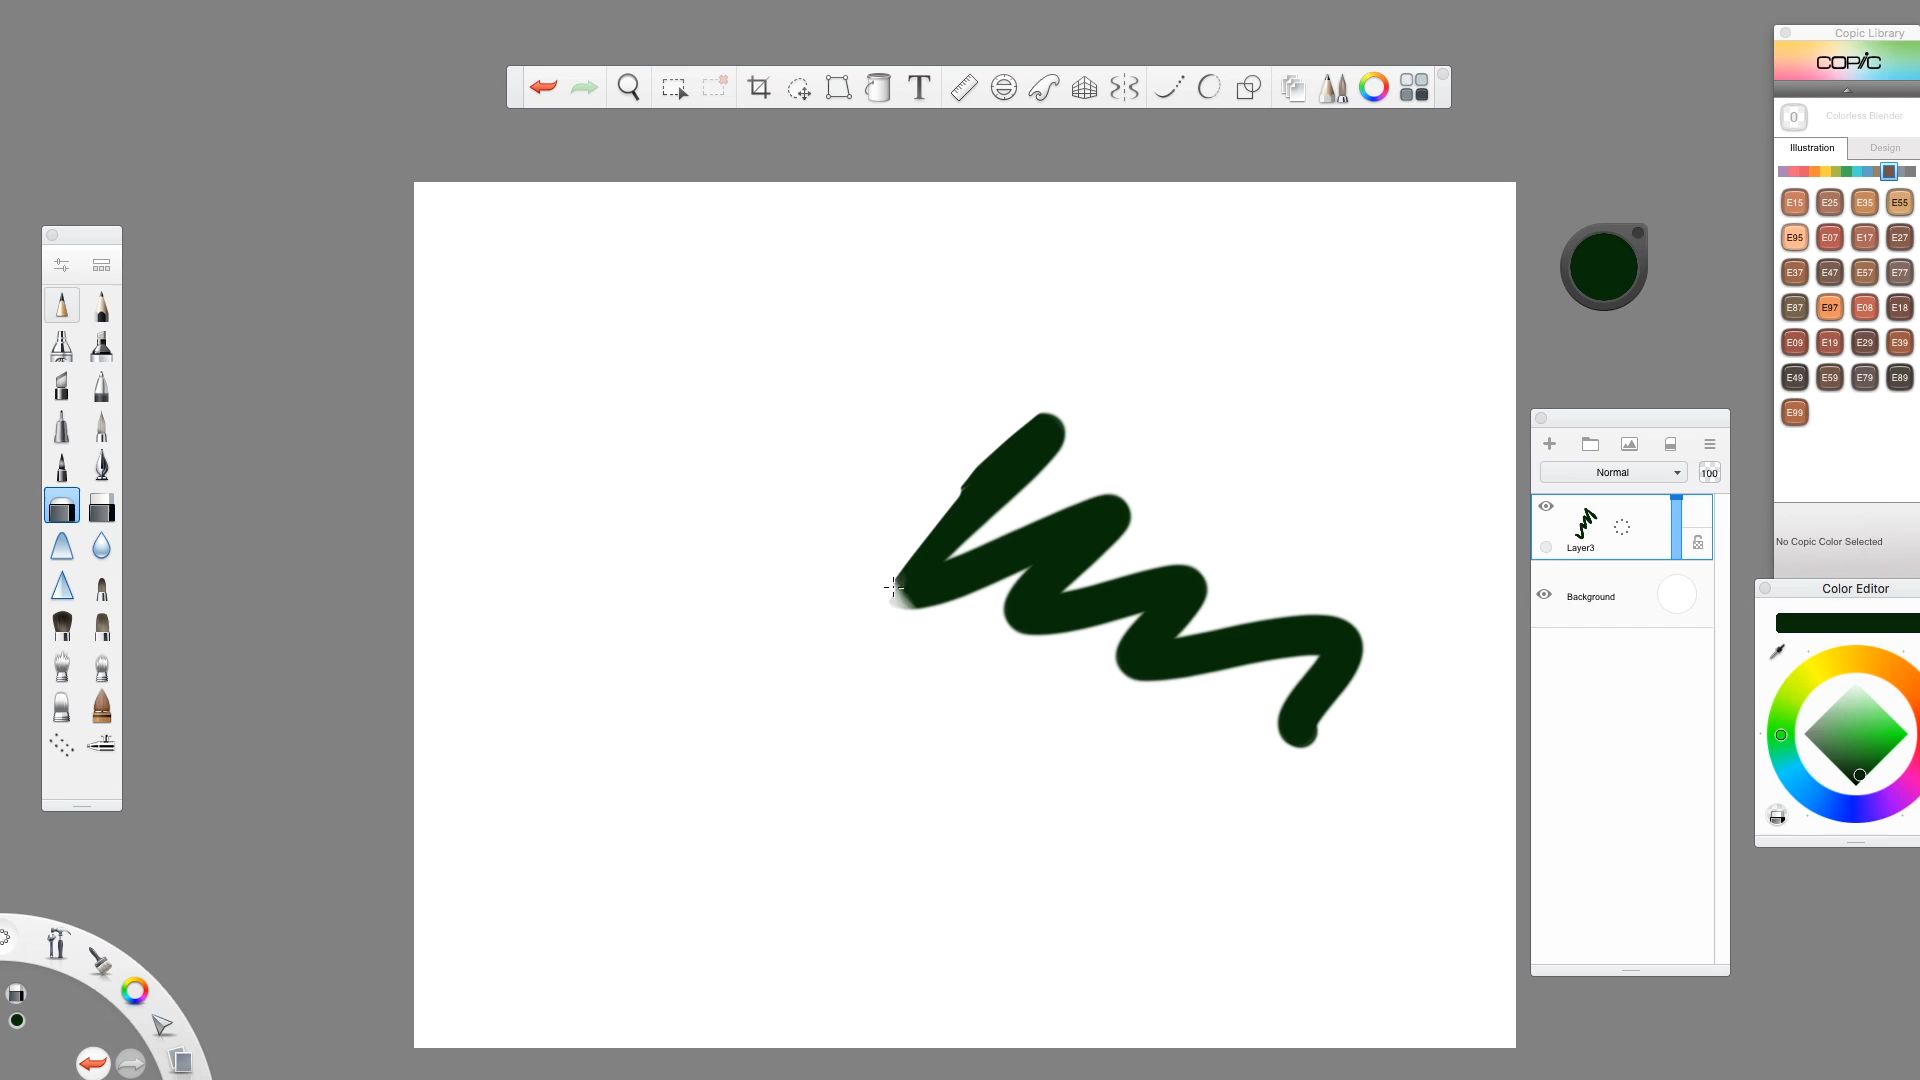 Copic Library
COPIC
T
0 Colorless Blender
Illustration Design
E15 E25 E35 E55
E95 E07 E17 E27
E37 E47 E57 E77
E87 E97 E08 E18
E09 E19 E29 E39
E49 E59 E79 E89
E99
Normal 100
Layer3
Background
No Copic Color Selected
Color Editor